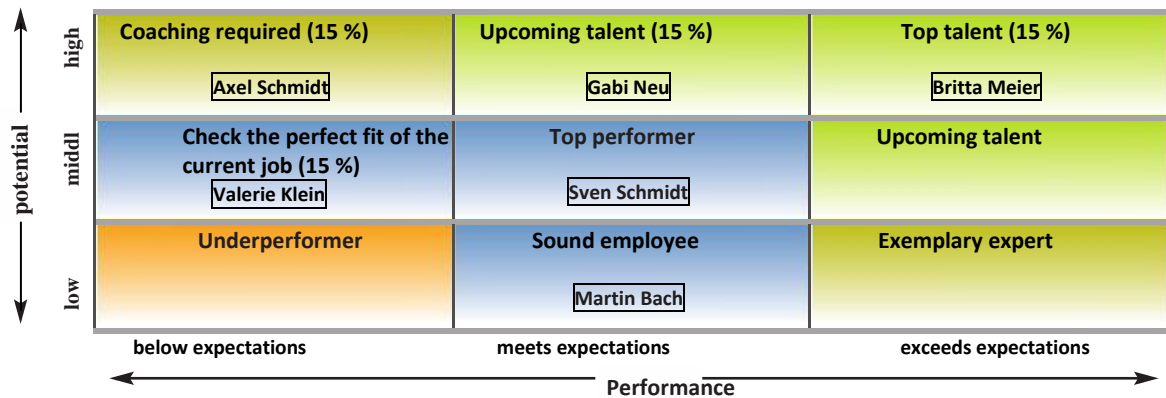 high
Coaching required (15 %)
Upcoming talent (15 %)
Top talent (15 %)
Axel Schmidt
Gabi Neu
Britta Meier
potential
middl
Check the perfect fit of the
current job (15 %)
Valerie Klein
Top performer
Sven Schmidt
Upcoming talent
low
Underperformer
Sound employee
Exemplary expert
Martin Bach
below expectations
meets expectations
exceeds expectations
Performance